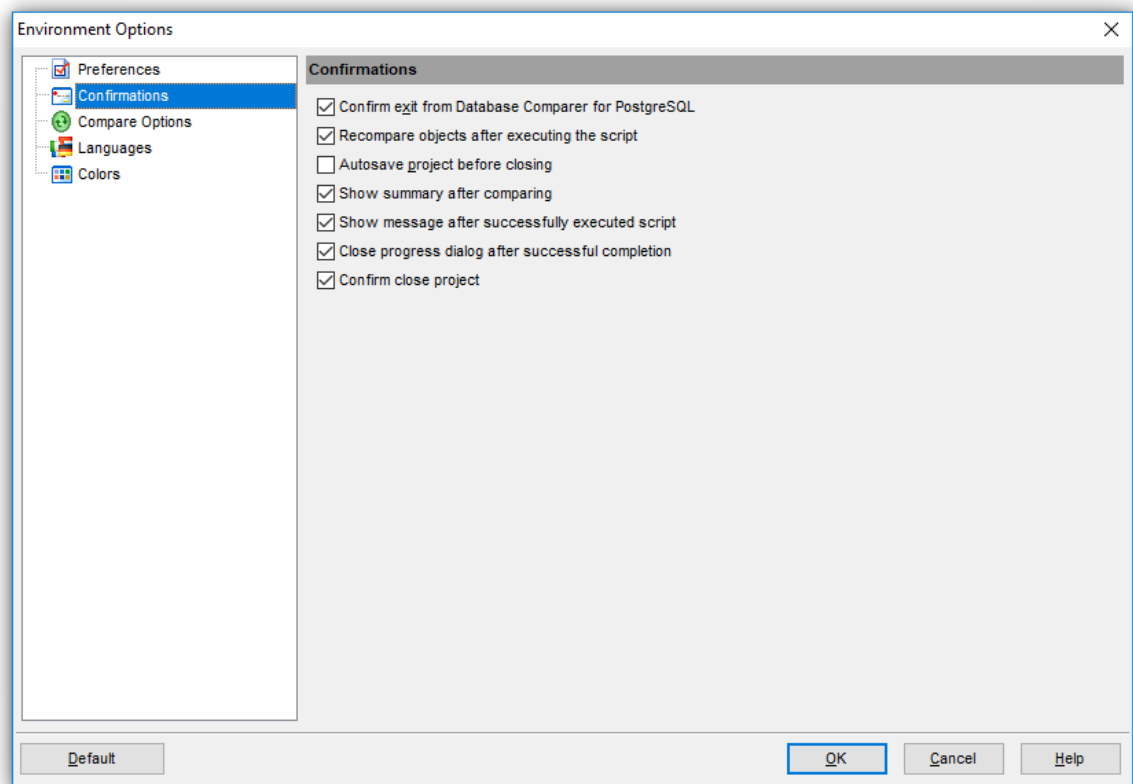 Environment Options
Preferences
Confirmations
Compare Options
Languages
Colors
Confirmations
Confirm exit from Database Comparer for PostgreSQL
Recompare objects after executing the script
Autosave project before closing
Show summary after comparing
Show message after successfully executed script
Close progress dialog after successful completion
Confirm close project
Default
OK
Cancel
Help